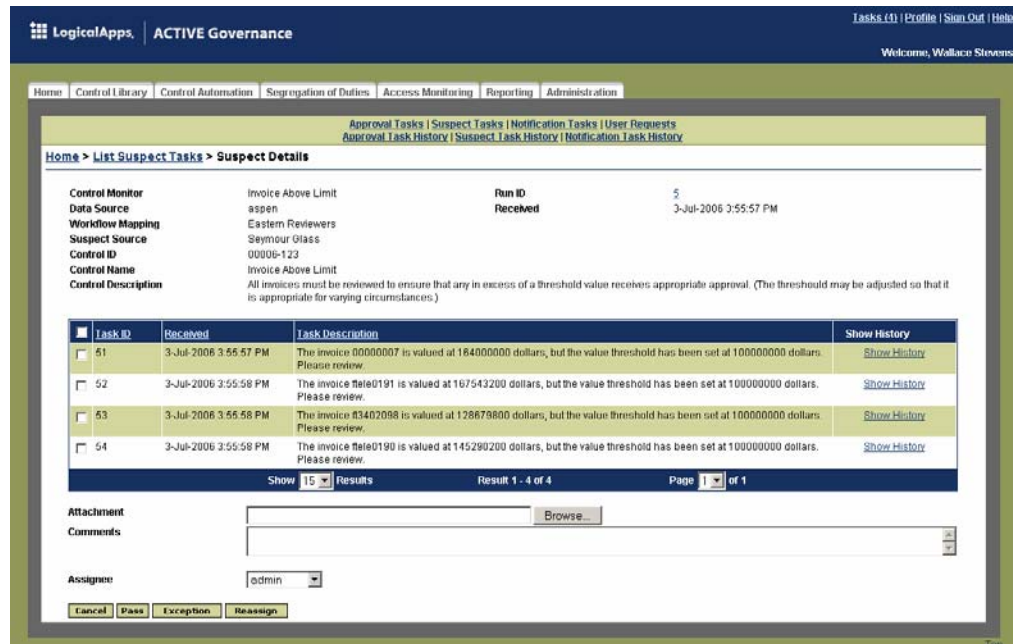 Tasks (4) | Profile | Sign Out | Help
LogicalApps. ACTIVE Governance
Welcome, Wallace Stevens
Home Control Library Control Automation Segregation of Duties Access Monitoring Reporting Administration
Approval Tasks | Suspect Tasks | Notification Tasks | User Requests
Approval Task History | Suspect Task History | Notification Task History
Home > List Suspect Tasks > Suspect Details
Control Monitor Invoice Above Limit Run ID 5
Data Source aspen Received 3-Jul-2006 3:55:57 PM
Workflow Mapping Eastern Reviewers
Suspect Source Seymour Glass
Control ID 00006-123
Control Name Invoice Above Limit
Control Description All invoices must be reviewed to ensure that any in excess of a threshold value receives appropriate approval. (The threshould may be adjusted so that it
is appropriate for varying circumstances.)
Task ID Received Task Description Show History
51 3-Jul-2006 3:55:57 PM The invoice 00000007 is valued at 164000000 dollars, but the value threshold has been set at 100000000 dollars. Show History
Please review.
52 3-Jul-2006 3:55:58 PM The invoice ftele0191 is valued at 167543200 dollars, but the value threshold has been set at 100000000 dollars. Show History
Please review.
53 3-Jul-2006 3:55:58 PM The invoice fl3402098 is valued at 128679800 dollars, but the value threshold has been set at 100000000 dollars. Show History
Please review.
54 3-Jul-2006 3:55:58 PM The invoice ftele0190 is valued at 145290200 dollars, but the value threshold has been set at 100000000 dollars. Show History
Please review.
Show 15 Results Result 1 - 4 of 4 Page 1 of 1
Attachment Browse...
Comments
Assignee admin
Cancel Pass Exception Reassign